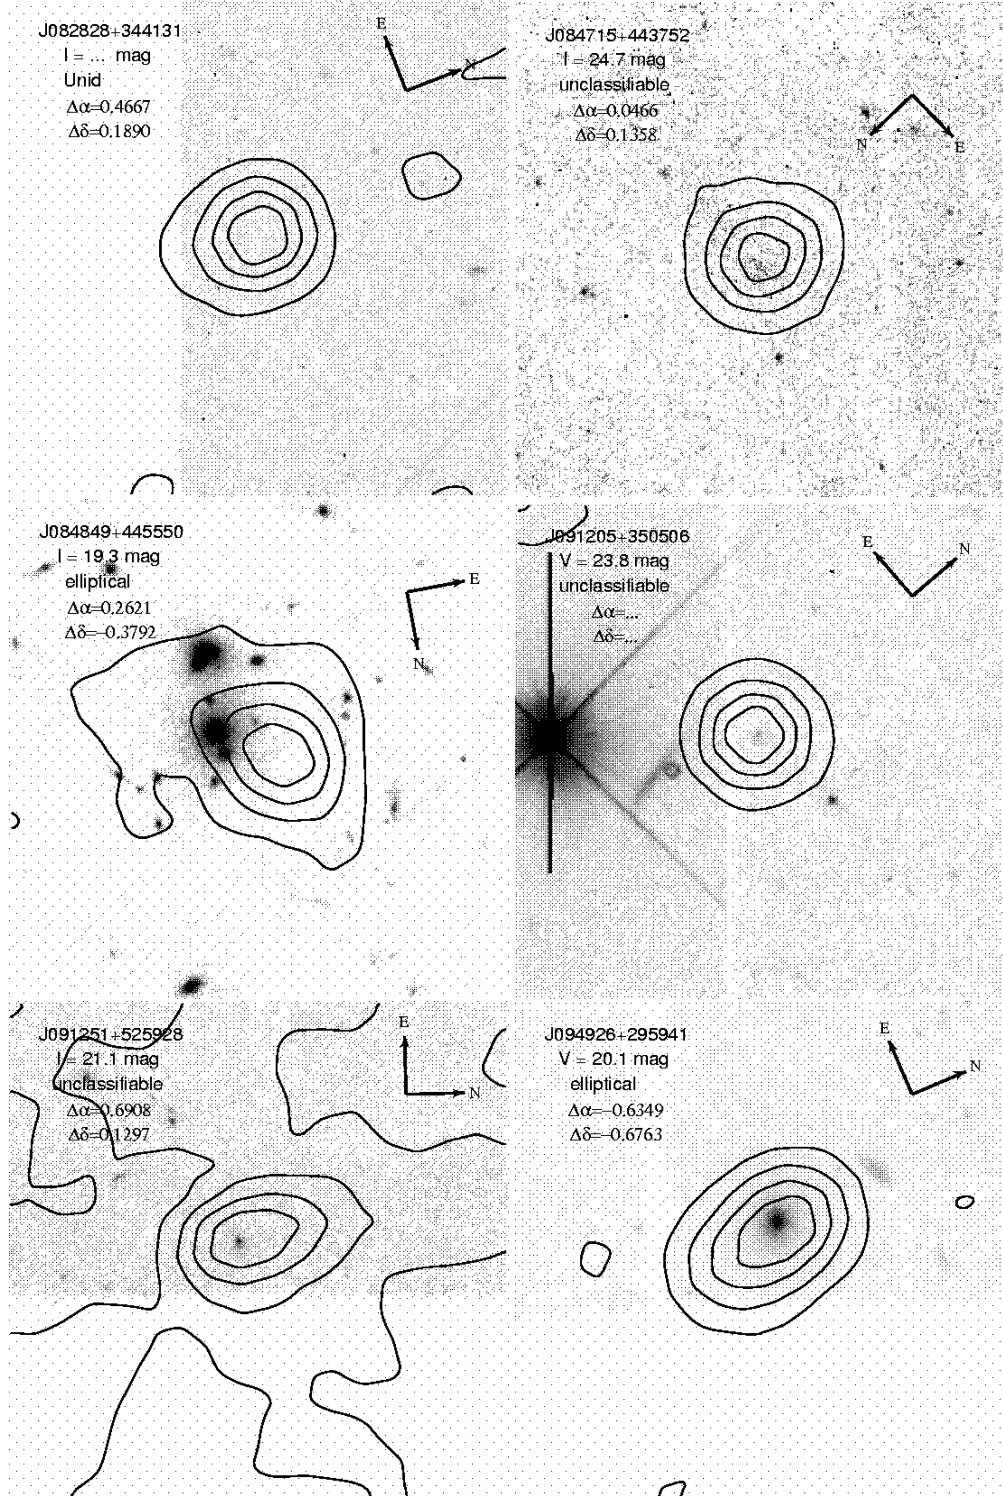 J082828+344131
I = ... mag
Unid
Δα=0.4667
Δδ=0.1890
E
N
J084715+443752
I = 24.7 mag
unclassifiable
Δα=0.0466
Δδ=0.1358
N
E
J084849+445550
I = 19.3 mag
elliptical
Δα=0.2621
Δδ=−0.3792
E
N
J091205+350506
V = 23.8 mag
unclassifiable
Δα=...
Δδ=...
E
N
J091251+525928
I = 21.1 mag
unclassifiable
Δα=0.6908
Δδ=0.1297
E
N
J094926+295941
V = 20.1 mag
elliptical
Δα=−0.6349
Δδ=−0.6763
E
N